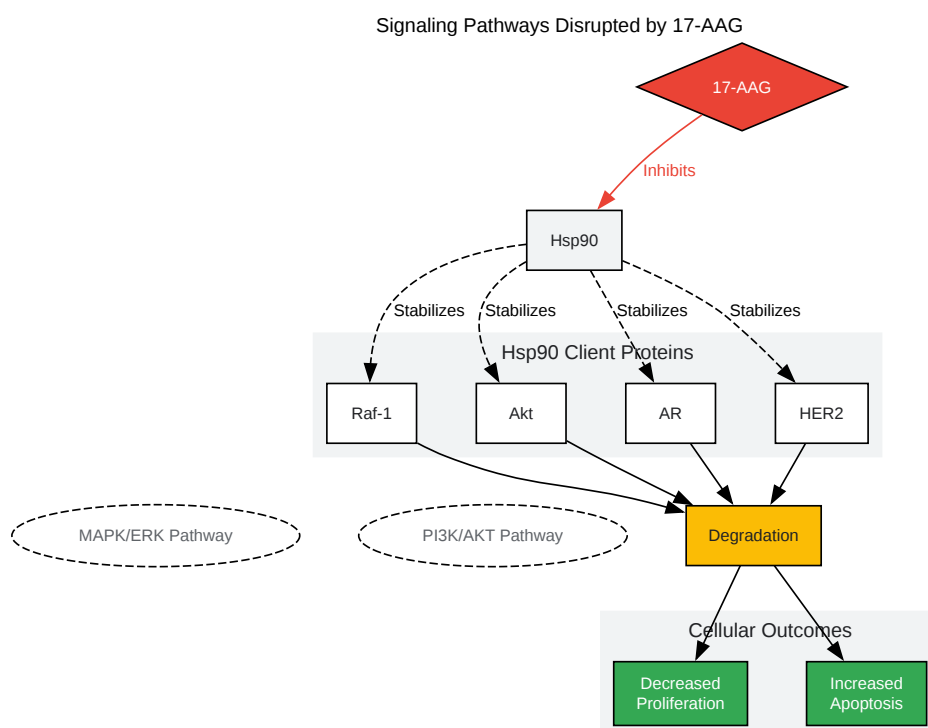 Signaling Pathways Disrupted by 17-AAG
17-AAG
Inhibits
Hsp90
Stabilizes
Stabilizes
Stabilizes
Stabilizes
Hsp90 Client Proteins
Raf-1
Akt
AR
HER2
MAPK/ERK Pathway
PI3K/AKT Pathway
Degradation
Cellular Outcomes
Decreased
Proliferation
Increased
Apoptosis